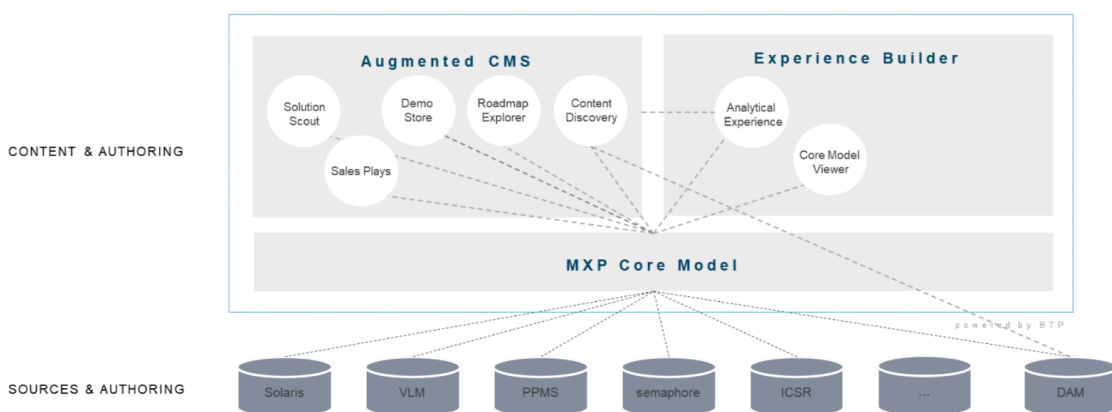 Augmented CMS
Experience Builder
Solution
Scout
Demo
Store
Roadmap
Explorer
Content
Discovery
Analytical
Experience
CONTENT & AUTHORING
Sales Plays
Core Model
Viewer
MXP Core Model
powered by BTP
SOURCES & AUTHORING
Solaris
VLM
PPMS
semaphore
ICSR
...
DAM